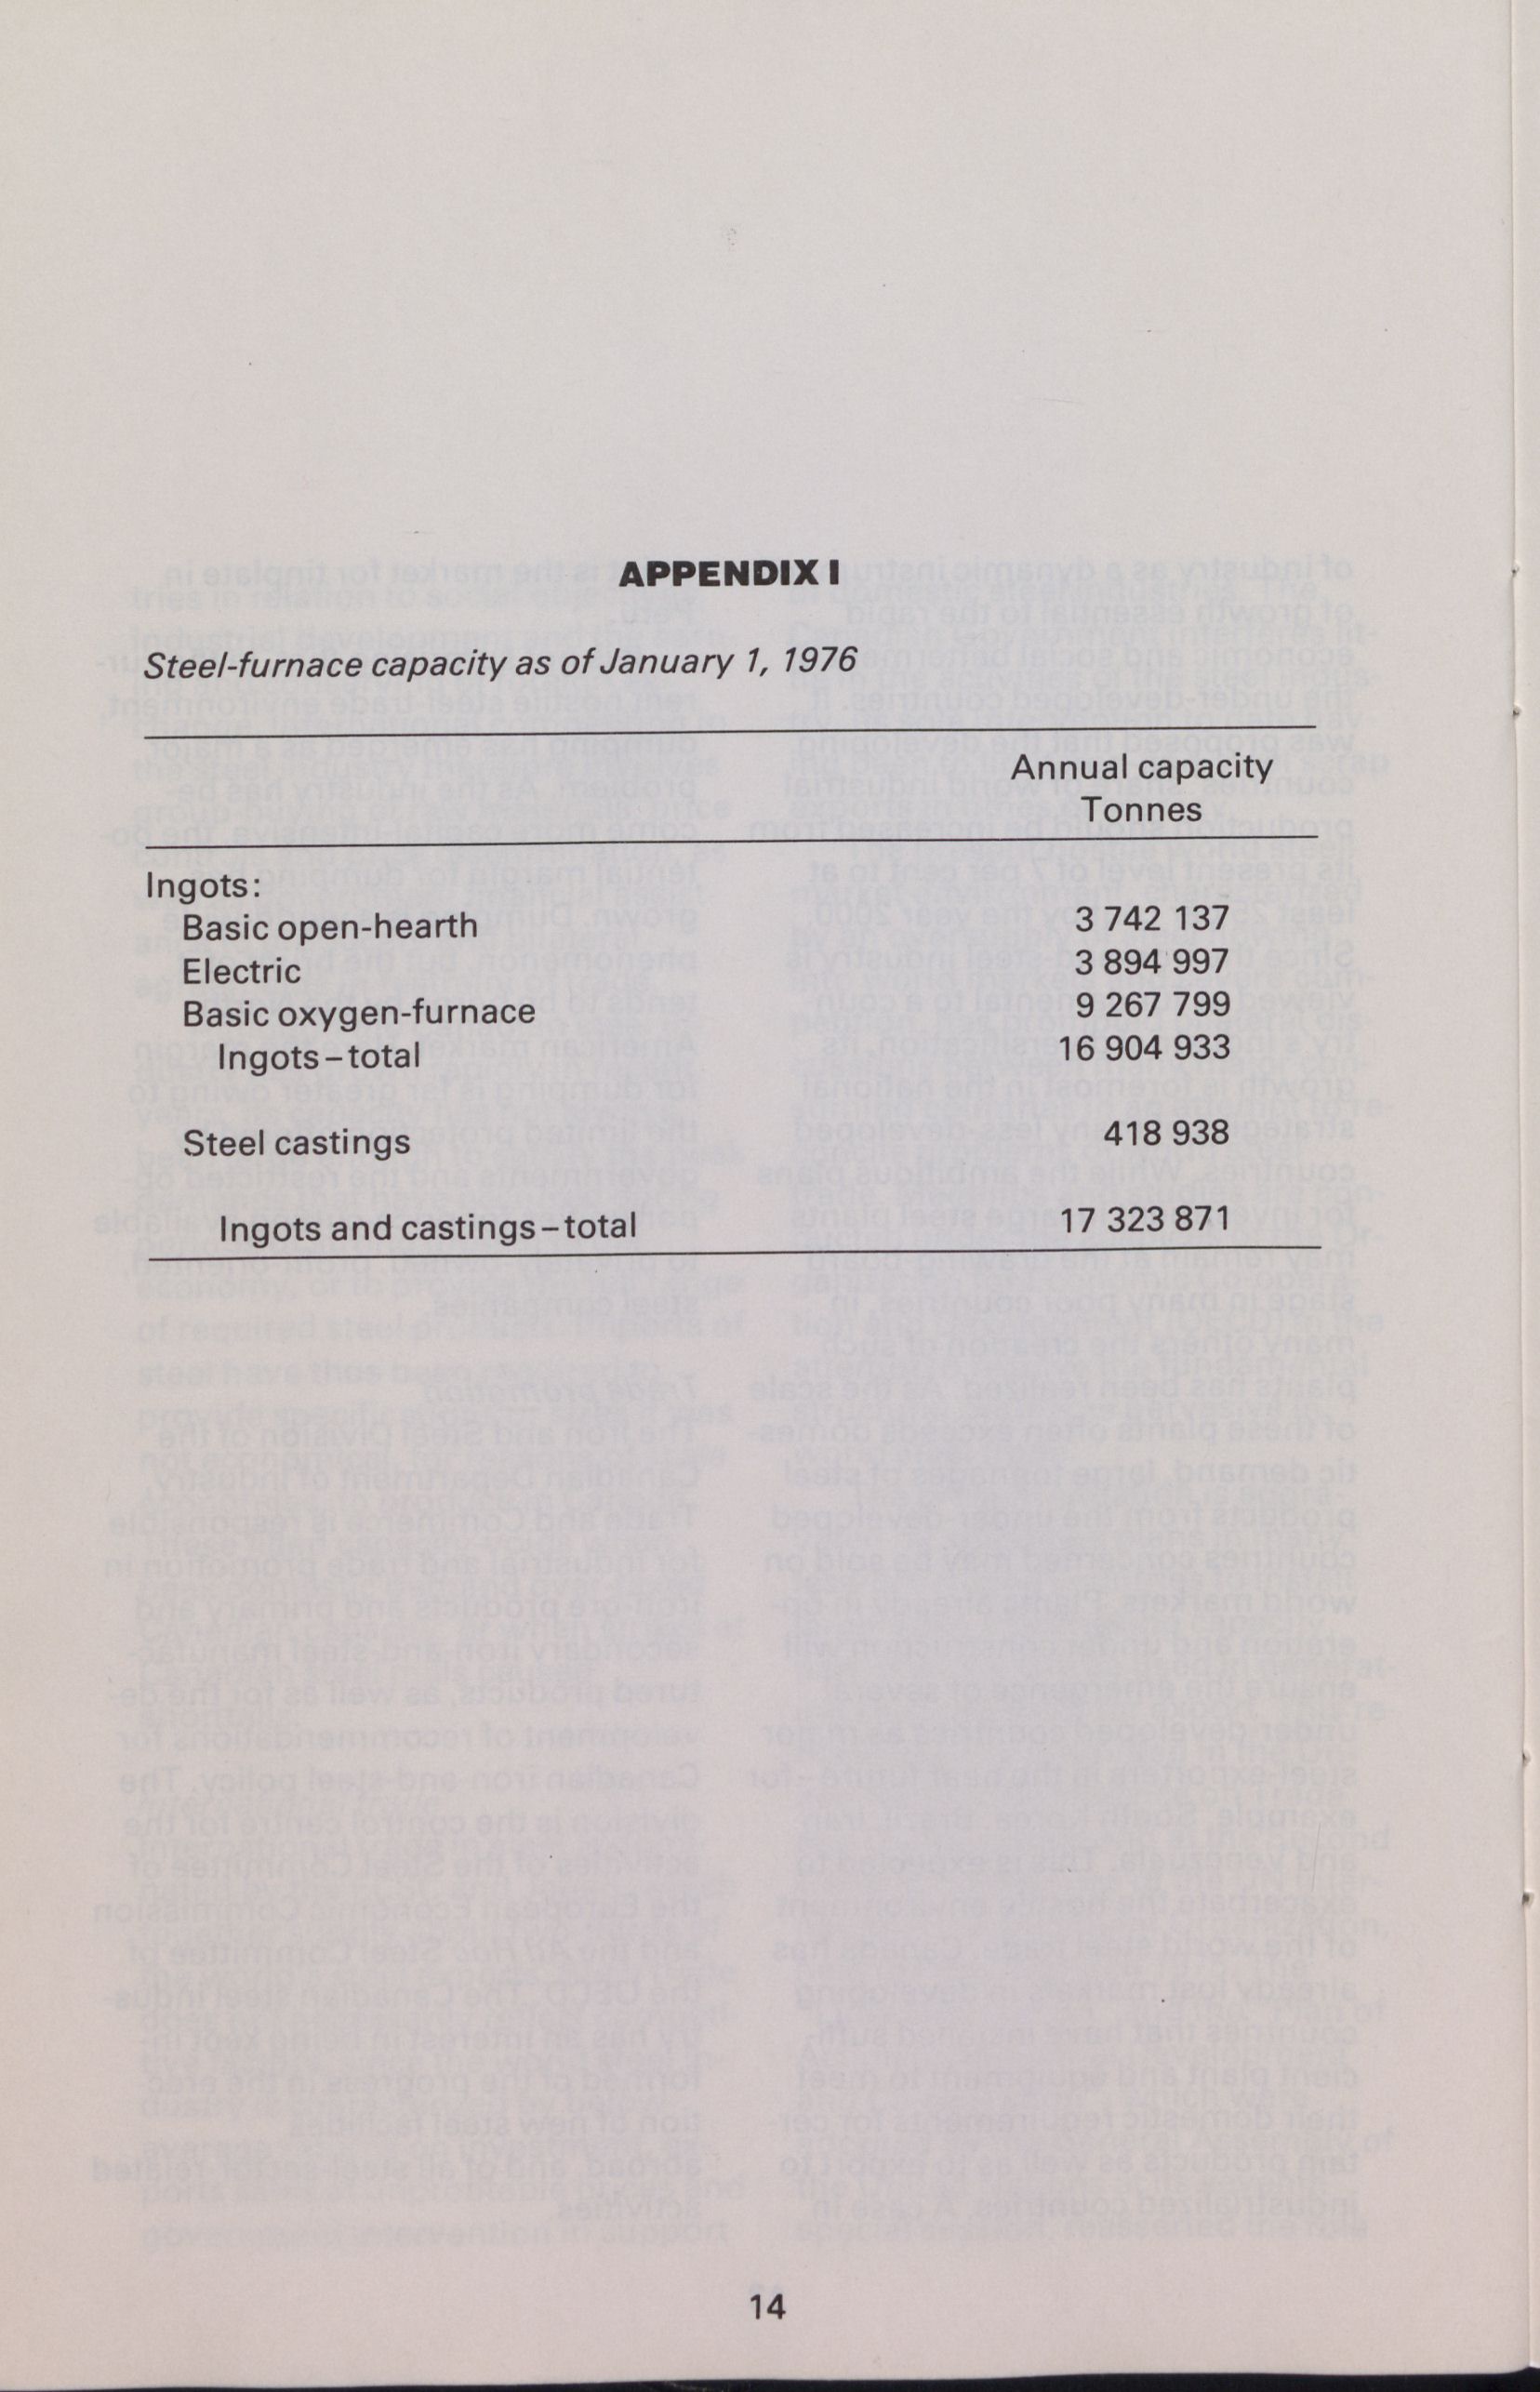 APPENDIX I
Steel-furnace capacity as of January 1, 1976
Annual capacity
Tonnes
Ingots:
Basic open-hearth 3 742 137
Electric 3 894 997
Basic oxygen-furnace 9 267 799
Ingots – total 16 904 933
Steel castings 418 938
Ingots and castings – total 17 323 871
14